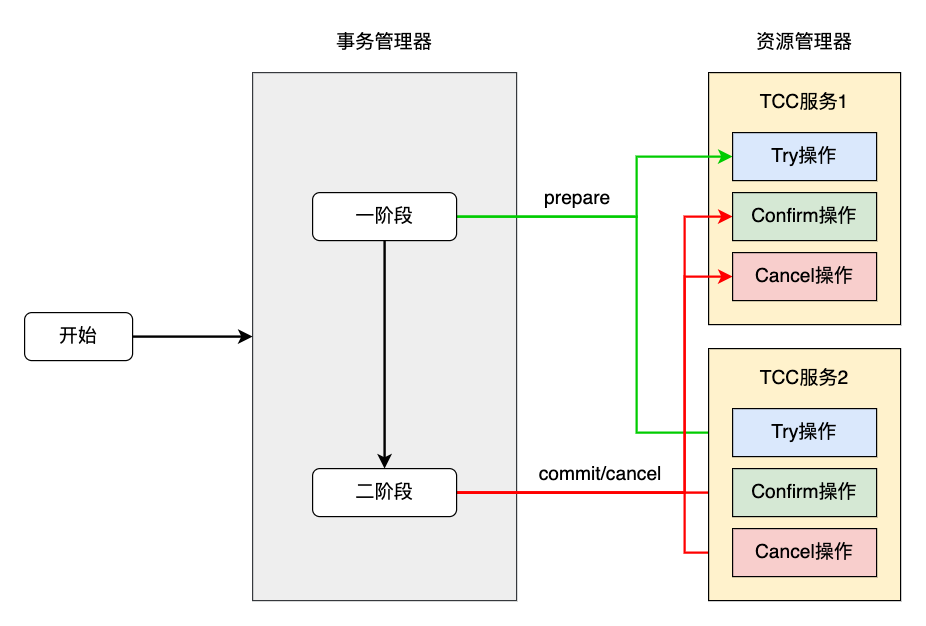 事务管理器
资源管理器
TCC服务1
Try操作
Confirm操作
Cancel操作
一阶段
prepare
开始
TCC服务2
Try操作
Confirm操作
Cancel操作
二阶段
commit/cancel